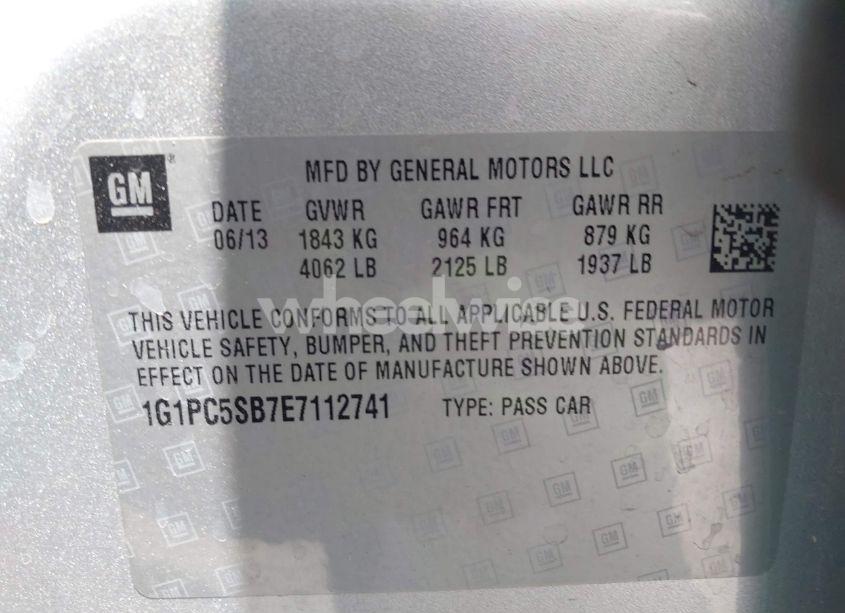 GM®
MFD BY GENERAL MOTORS LLC
DATE GVWR GAWR FRT GAWR RR
06/13 1843 KG 964 KG 879 KG
4062 LB 2125 LB 1937 LB
wheelwise
THIS VEHICLE CONFORMS TO ALL APPLICABLE U.S. FEDERAL MOTOR
VEHICLE SAFETY, BUMPER, AND THEFT PREVENTION STANDARDS IN
EFFECT ON THE DATE OF MANUFACTURE SHOWN ABOVE.
1G1PC5SB7E7112741 TYPE: PASS CAR